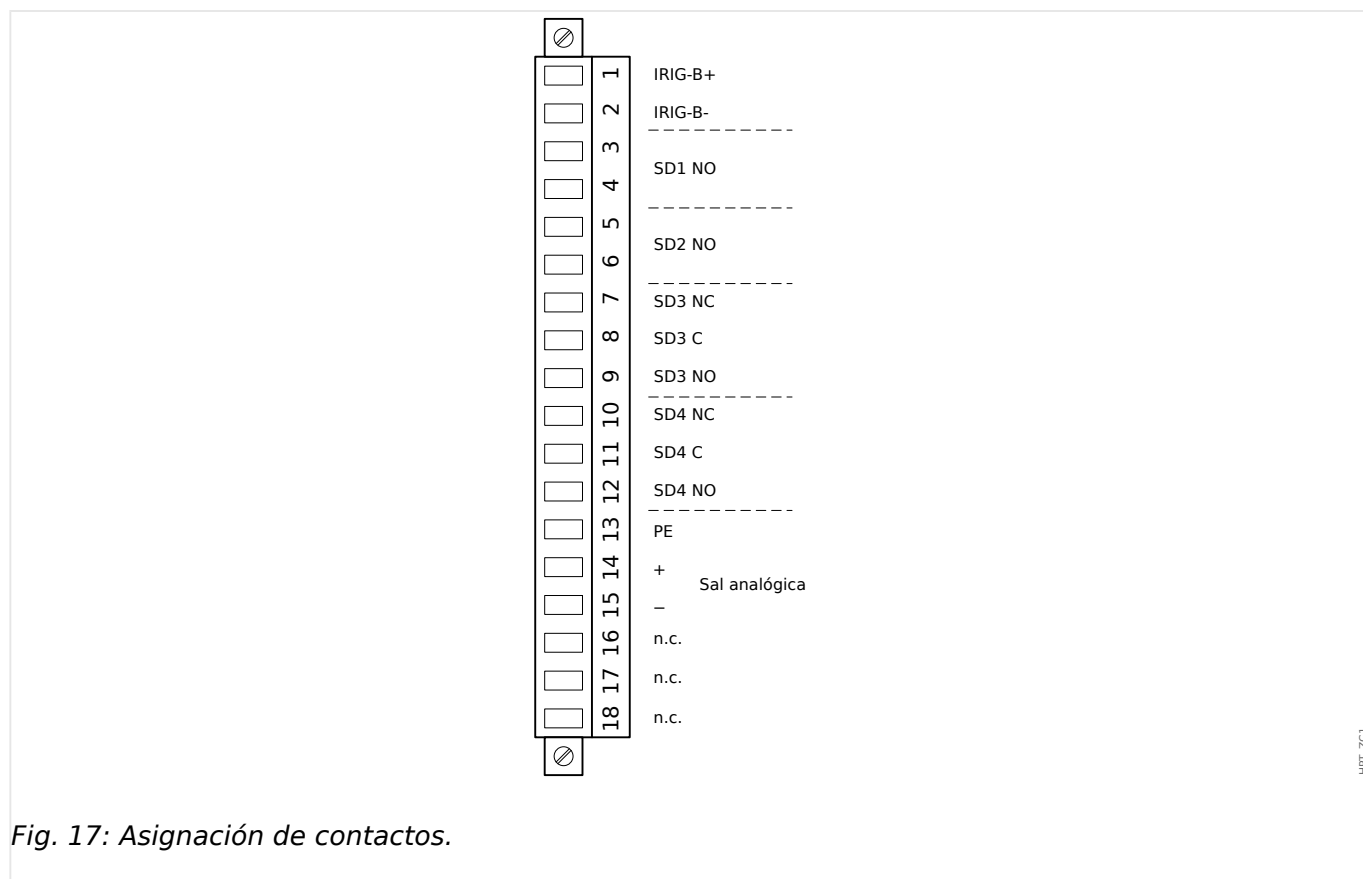 1 IRIG-B+
2 IRIG-B-
3
SD1 NO
4
5
SD2 NO
6
7 SD3 NC
8 SD3 C
9 SD3 NO
10 SD4 NC
11 SD4 C
12 SD4 NO
13 PE
14 +
Sal analógica
15 −
16 n.c.
17 n.c.
18 n.c.
Fig. 17: Asignación de contactos.